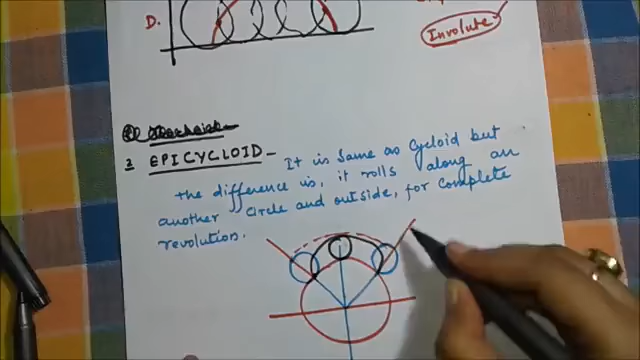 D.
Involute
3 EPICYCLOID - It is same as Cycloid but
the difference is, it rolls along an
another Circle and outside, for complete
revolution.